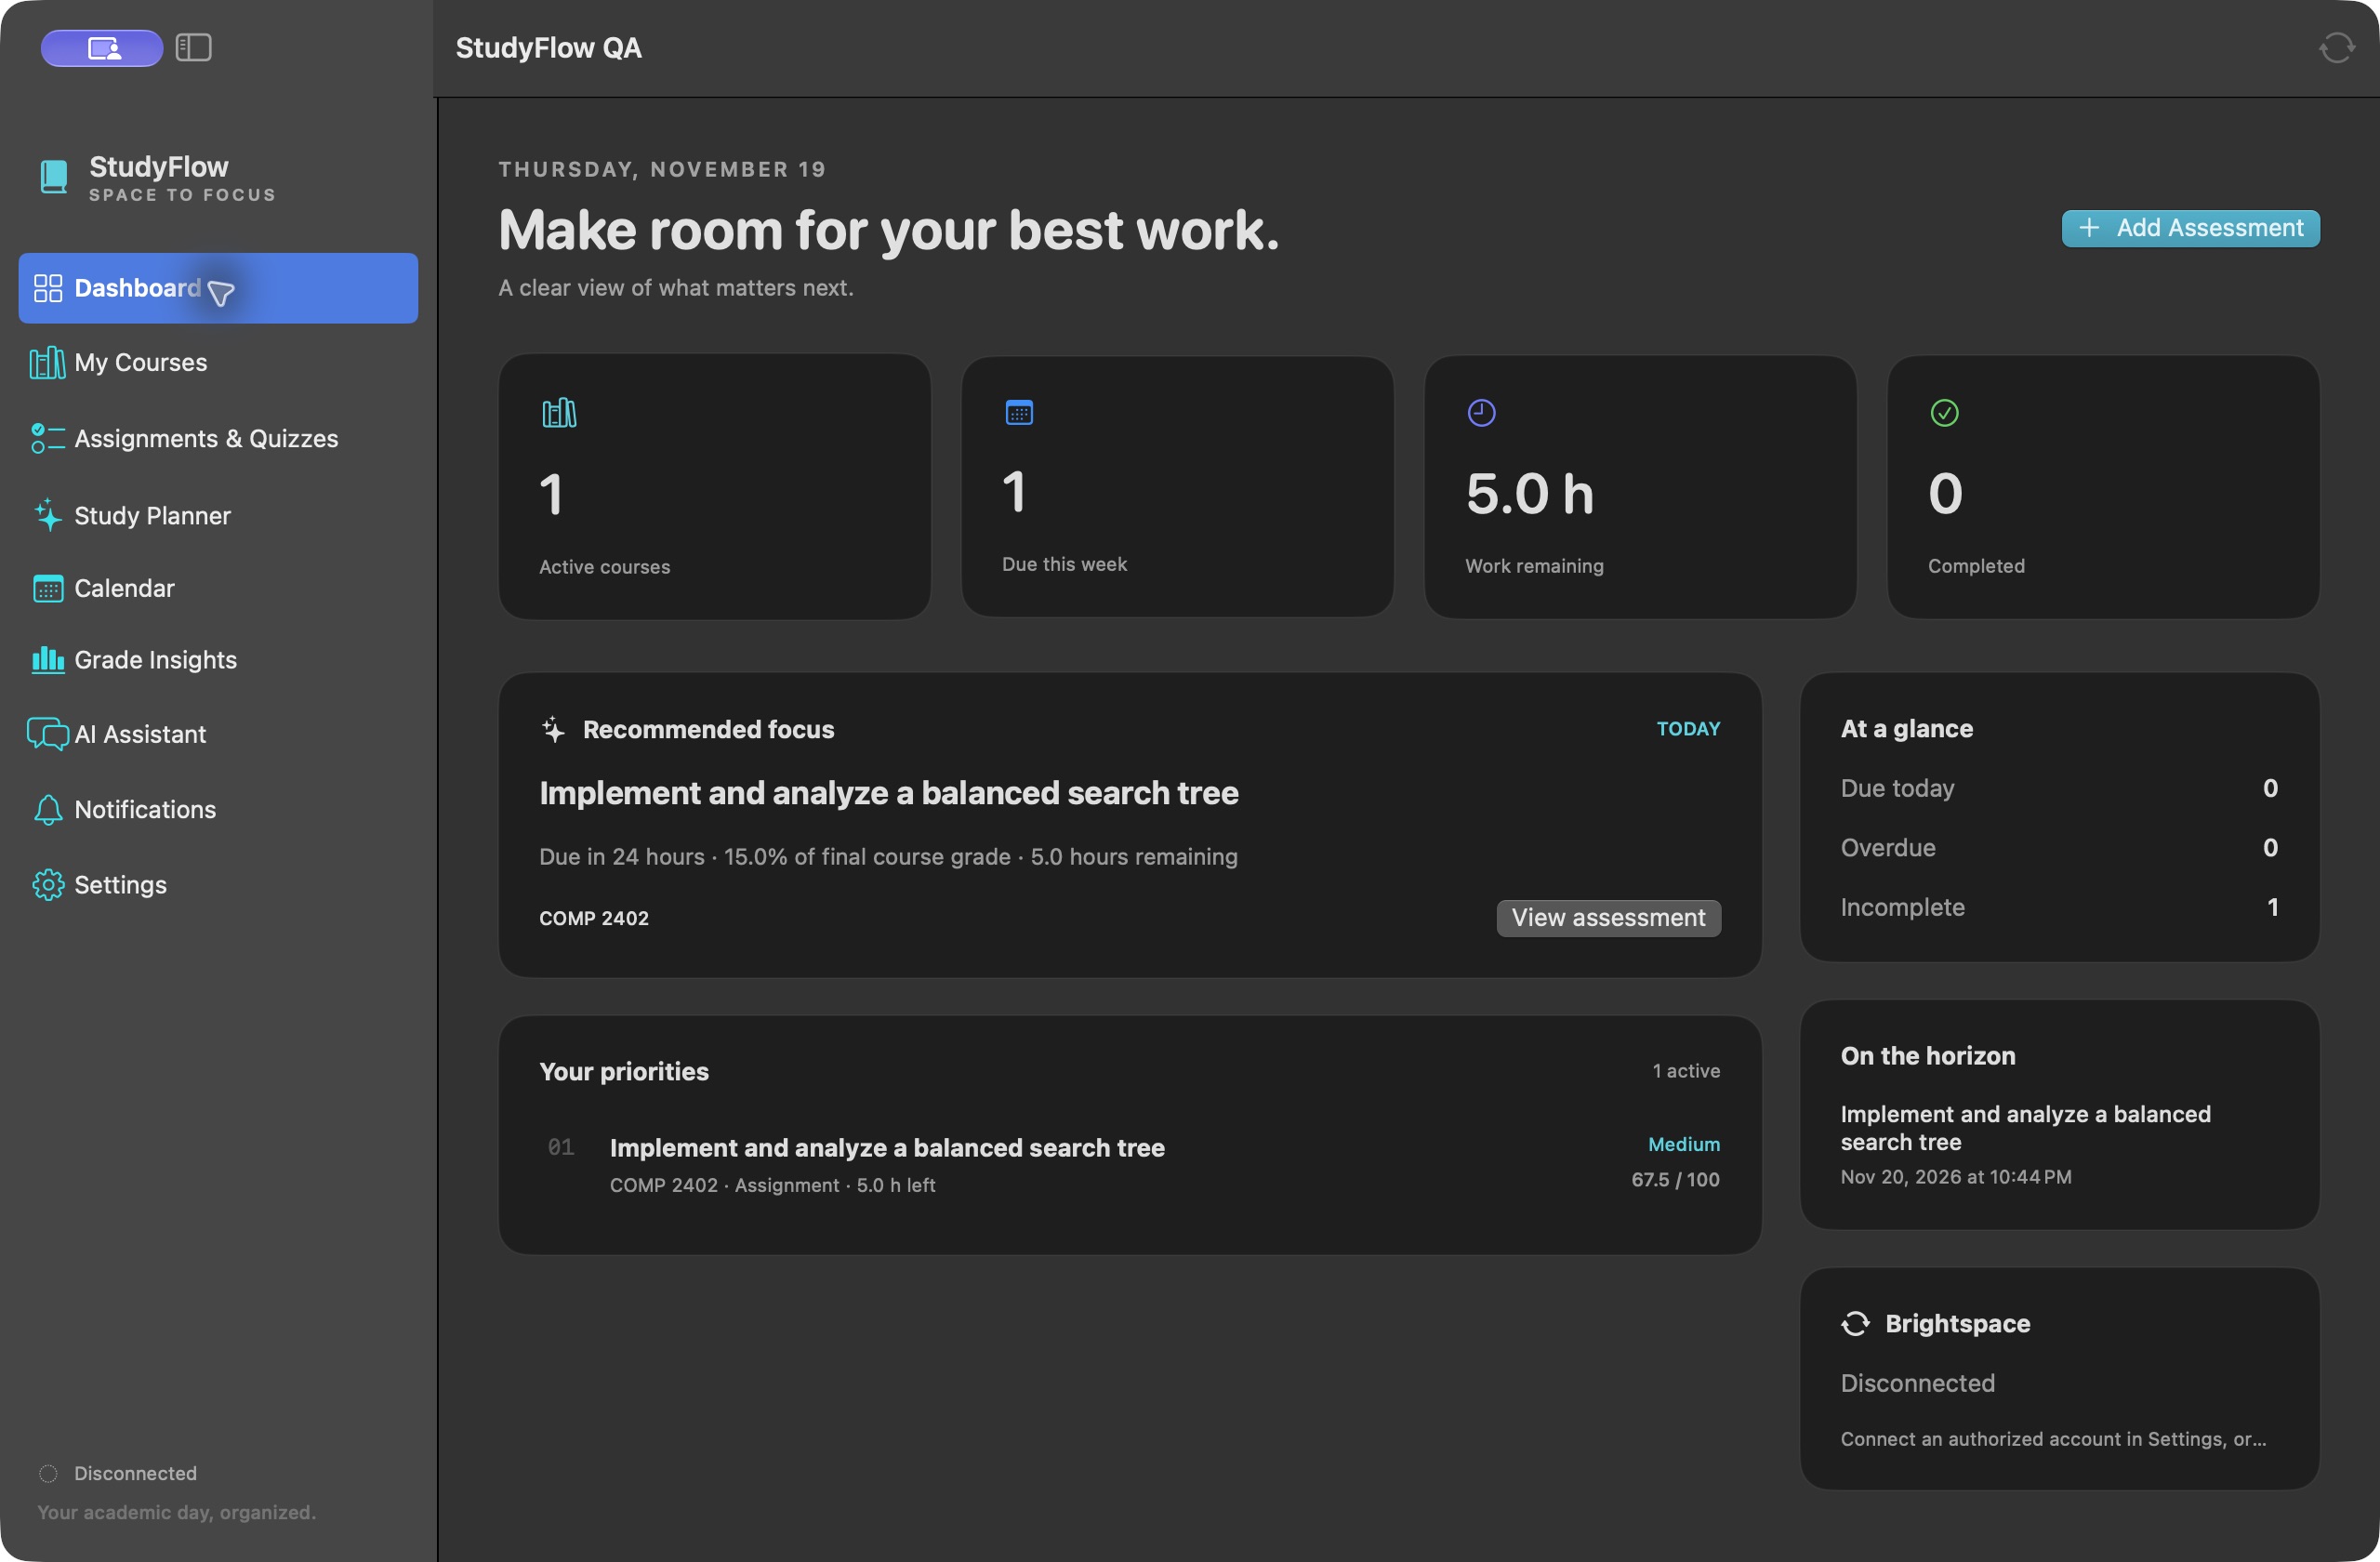 StudyFlow QA
StudyFlow
SPACE TO FOCUS
Dashboard
My Courses
Assignments & Quizzes
Study Planner
Calendar
Grade Insights
AI Assistant
Notifications
Settings
Disconnected
Your academic day, organized.
THURSDAY, NOVEMBER 19
Make room for your best work.
A clear view of what matters next.
+ Add Assessment
1
Active courses
1
Due this week
5.0 h
Work remaining
0
Completed
Recommended focus
TODAY
Implement and analyze a balanced search tree
Due in 24 hours · 15.0% of final course grade · 5.0 hours remaining
COMP 2402
View assessment
Your priorities
1 active
01
Implement and analyze a balanced search tree
COMP 2402 · Assignment · 5.0 h left
Medium
67.5 / 100
At a glance
Due today 0
Overdue 0
Incomplete 1
On the horizon
Implement and analyze a balanced
search tree
Nov 20, 2026 at 10:44 PM
Brightspace
Disconnected
Connect an authorized account in Settings, or...